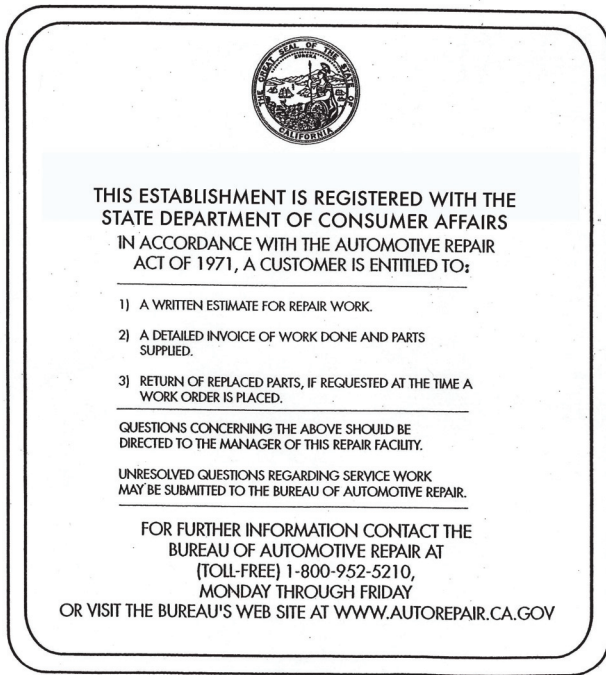 THE GREAT SEAL OF THE STATE OF CALIFORNIA
EUREKA
THIS ESTABLISHMENT IS REGISTERED WITH THE
STATE DEPARTMENT OF CONSUMER AFFAIRS
IN ACCORDANCE WITH THE AUTOMOTIVE REPAIR
ACT OF 1971, A CUSTOMER IS ENTITLED TO:
1) A WRITTEN ESTIMATE FOR REPAIR WORK.
2) A DETAILED INVOICE OF WORK DONE AND PARTS
SUPPLIED.
3) RETURN OF REPLACED PARTS, IF REQUESTED AT THE TIME A
WORK ORDER IS PLACED.
QUESTIONS CONCERNING THE ABOVE SHOULD BE
DIRECTED TO THE MANAGER OF THIS REPAIR FACILITY.
UNRESOLVED QUESTIONS REGARDING SERVICE WORK
MAY BE SUBMITTED TO THE BUREAU OF AUTOMOTIVE REPAIR.
FOR FURTHER INFORMATION CONTACT THE
BUREAU OF AUTOMOTIVE REPAIR AT
(TOLL-FREE) 1-800-952-5210,
MONDAY THROUGH FRIDAY
OR VISIT THE BUREAU'S WEB SITE AT WWW.AUTOREPAIR.CA.GOV